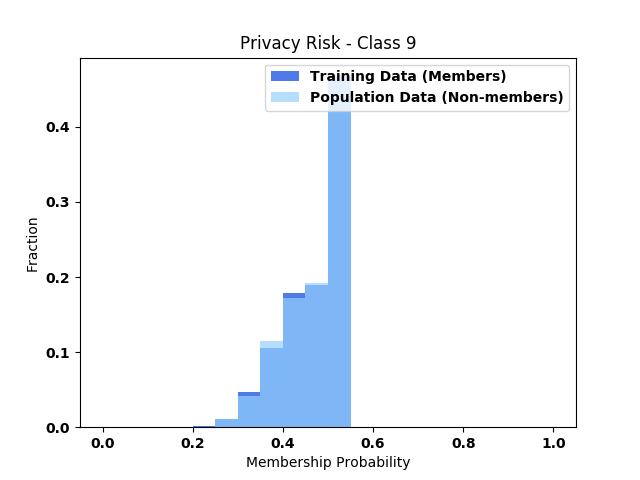 Privacy Risk - Class 9
Training Data (Members)
Population Data (Non-members)
Fraction
0.4
0.3
0.2
0.1
0.0
0.0 0.2 0.4 0.6 0.8 1.0
Membership Probability